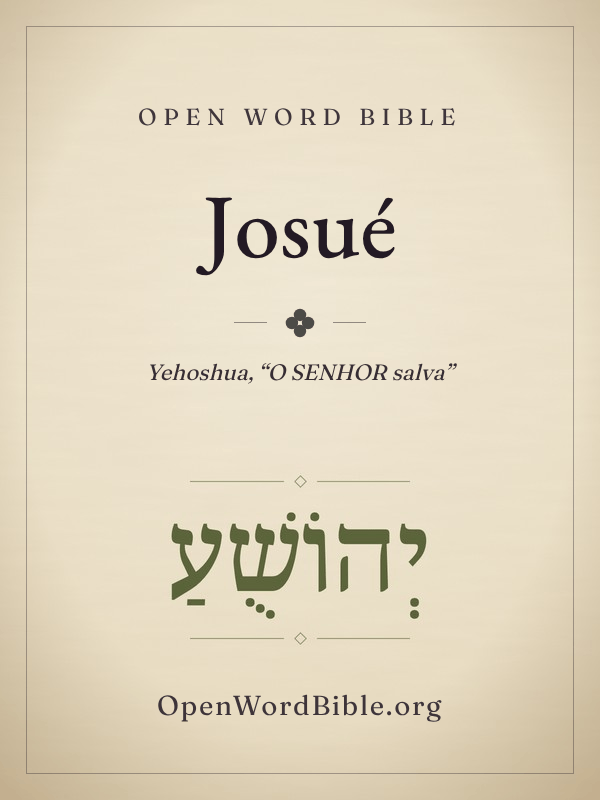 OPEN WORD BIBLE
Josué
Yehoshua, “O SENHOR salva”
יְהוֹשֻׁעַ
OpenWordBible.org